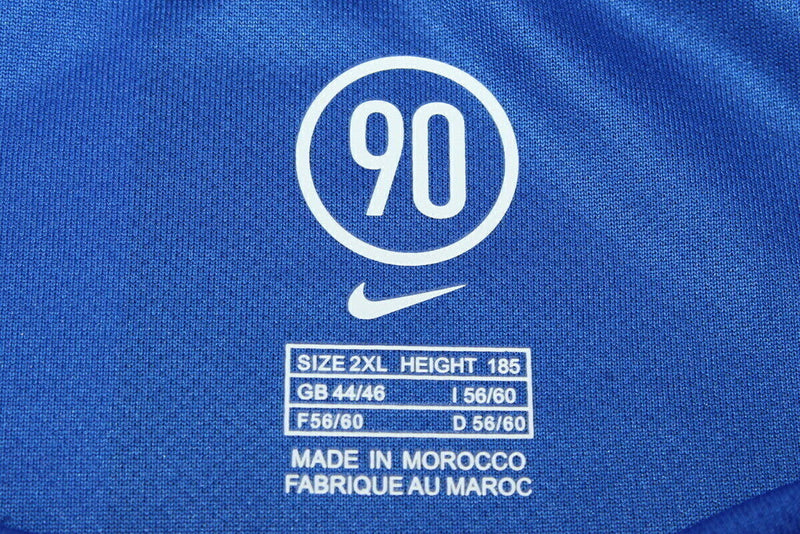 90
SIZE 2XL HEIGHT 185
GB 44/46 I 56/60
F56/60 D 56/60
MADE IN MOROCCO
FABRIQUE AU MAROC